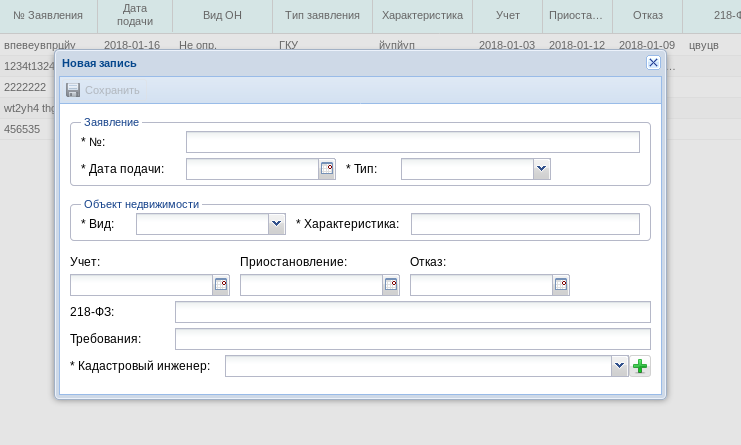 № Заявления Дата подачи Вид ОН Тип заявления Характеристика Учет Приоста… Отказ 218-Ф
впевеувпрцйу 2018-01-16 Не опр. ГКУ йупйуп 2018-01-03 2018-01-12 2018-01-09 цвуцв
1234t1324
2222222
wt2yh4 thg
456535
Новая запись
Сохранить
Заявление
* №:
* Дата подачи: * Тип:
Объект недвижимости
* Вид: * Характеристика:
Учет: Приостановление: Отказ:
218-ФЗ:
Требования:
* Кадастровый инженер: